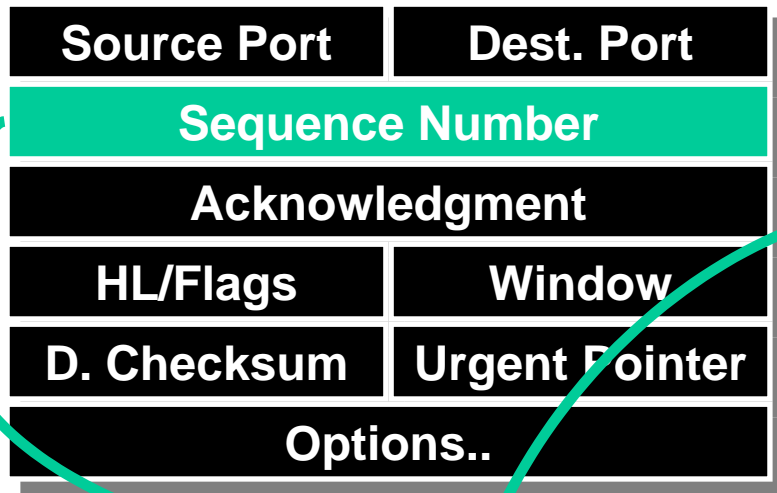 Source Port Dest. Port
Sequence Number
Acknowledgment
HL/Flags Window
D. Checksum Urgent Pointer
Options..